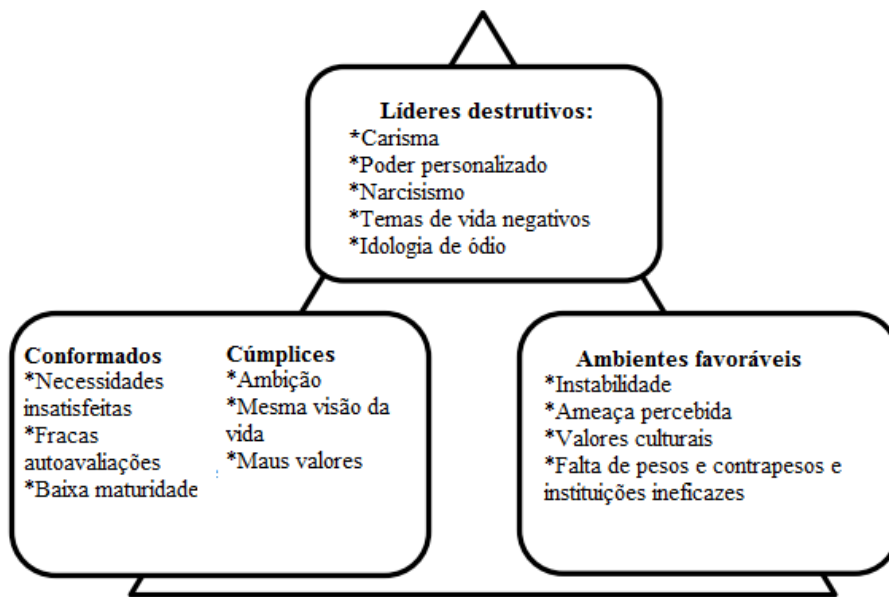 Líderes destrutivos:
*Carisma
*Poder personalizado
*Narcisismo
*Temas de vida negativos
*Idologia de ódio
Conformados
*Necessidades
insatisfeitas
*Fracas
autoavaliações
*Baixa maturidade
Cúmplices
*Ambição
*Mesma visão da
vida
*Maus valores
Ambientes favoráveis
*Instabilidade
*Ameaça percebida
*Valores culturais
*Falta de pesos e contrapesos e
instituições ineficazes